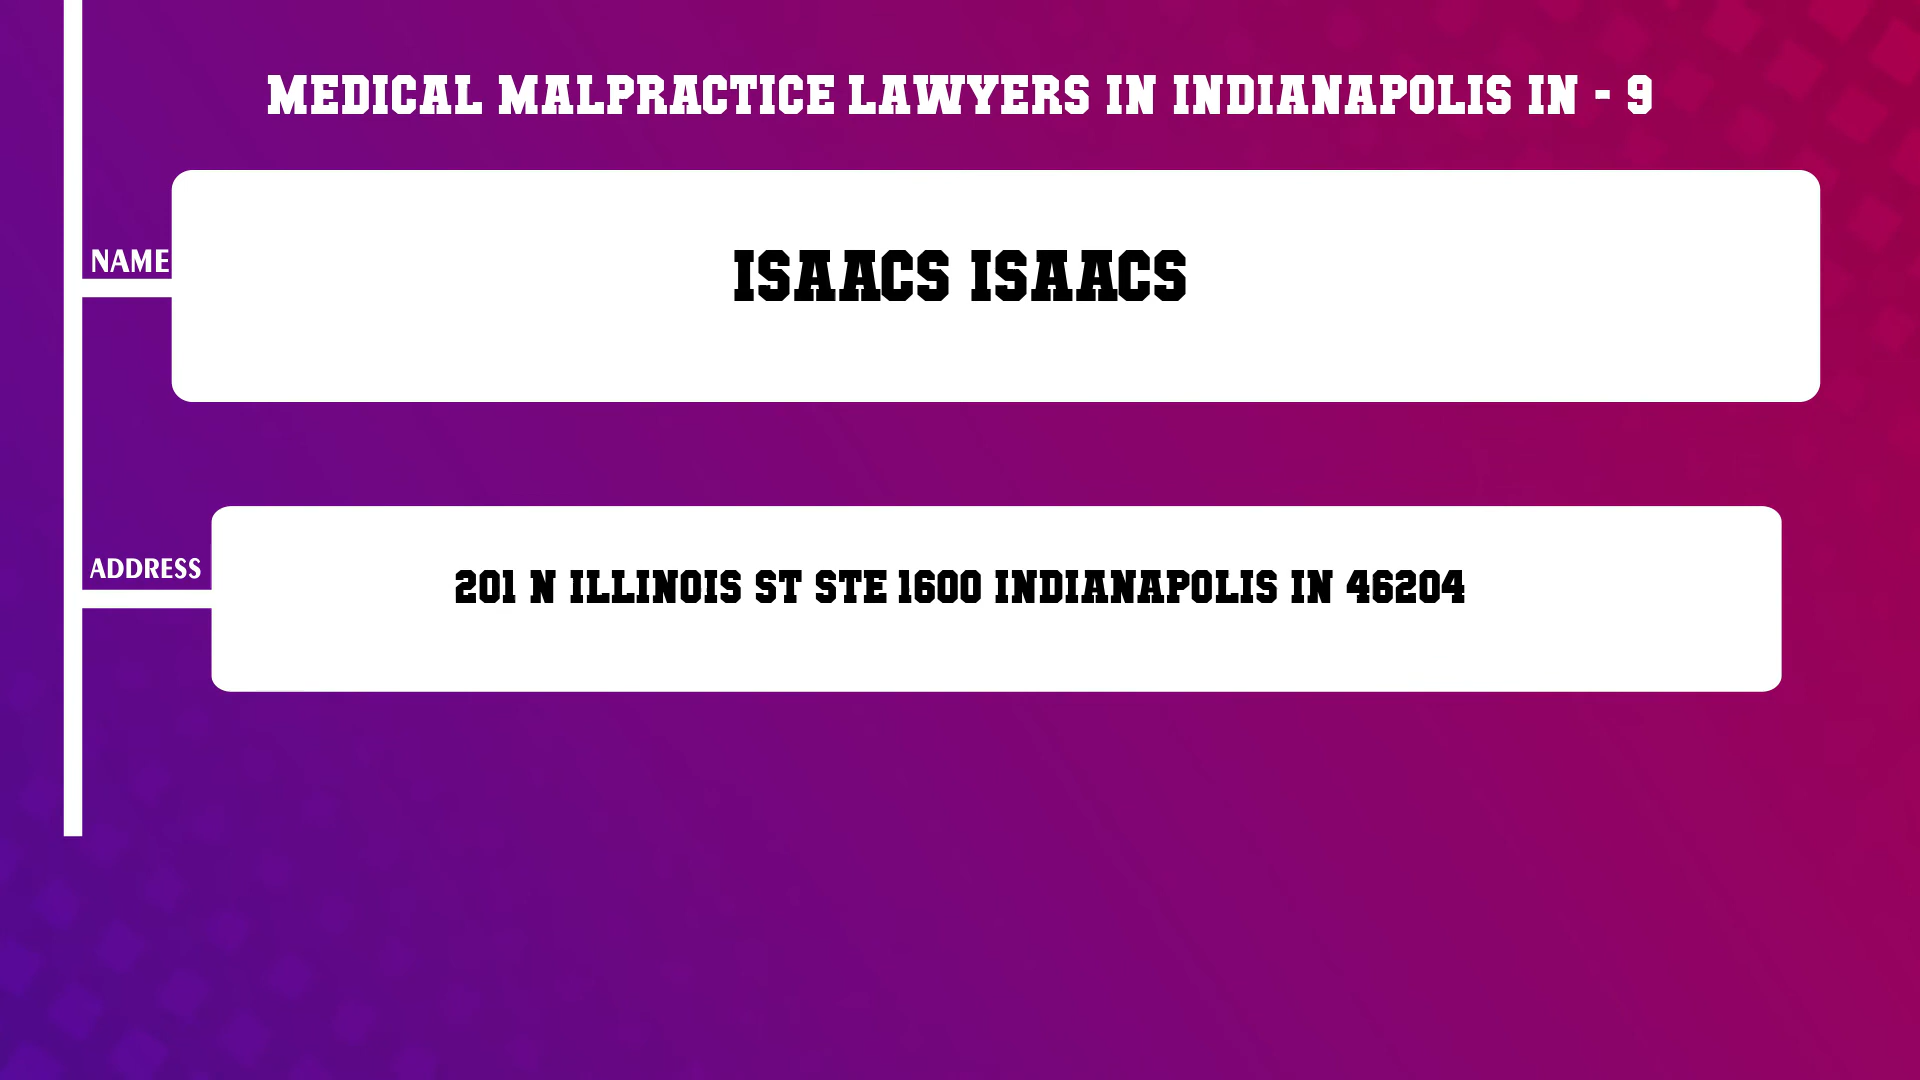 MEDICAL MALPRACTICE LAWYERS IN INDIANAPOLIS IN - 9
NAME
ISAACS ISAACS
ADDRESS
201 N ILLINOIS ST STE 1600 INDIANAPOLIS IN 46204